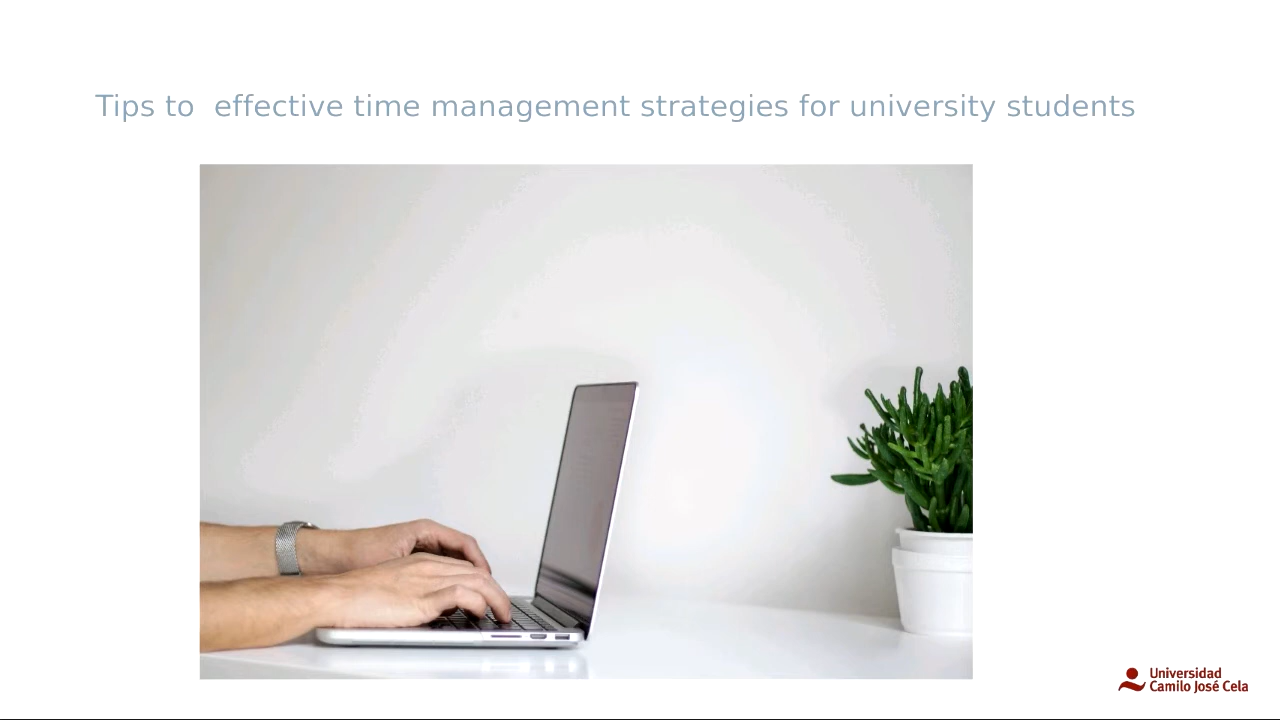 Tips to  effective time management strategies for university students
Universidad
Camilo José Cela